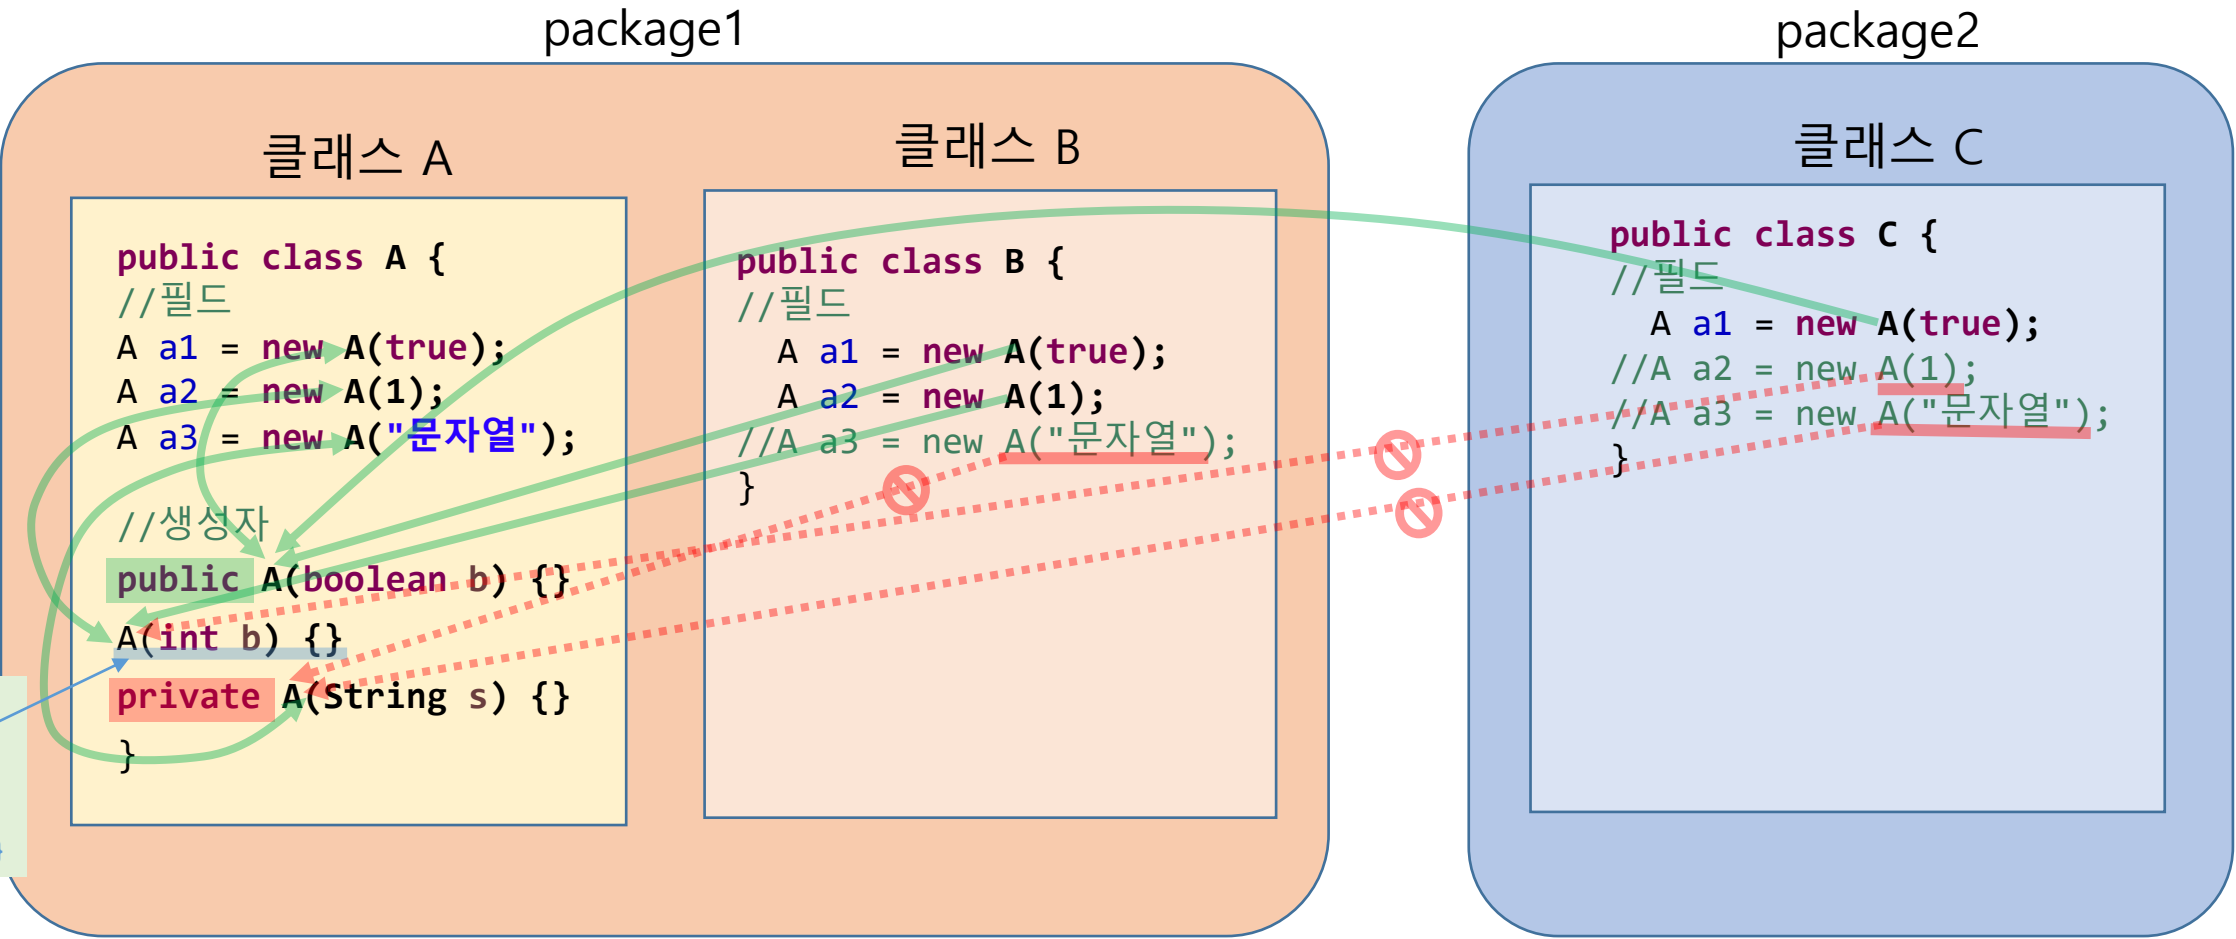 package1
클래스 A
public class A {
//필드
A a1 = new A(true);
A a2 = new A(1);
A a3 = new A("문자열");
//생성자
public A(boolean b) {}
A(int b) {}
private A(String s) {}
}
클래스 B
public class B {
//필드
A a1 = new A(true);
A a2 = new A(1);
//A a3 = new A("문자열");
}
package2
클래스 C
public class C {
//필드
A a1 = new A(true);
//A a2 = new A(1);
//A a3 = new A("문자열");
}